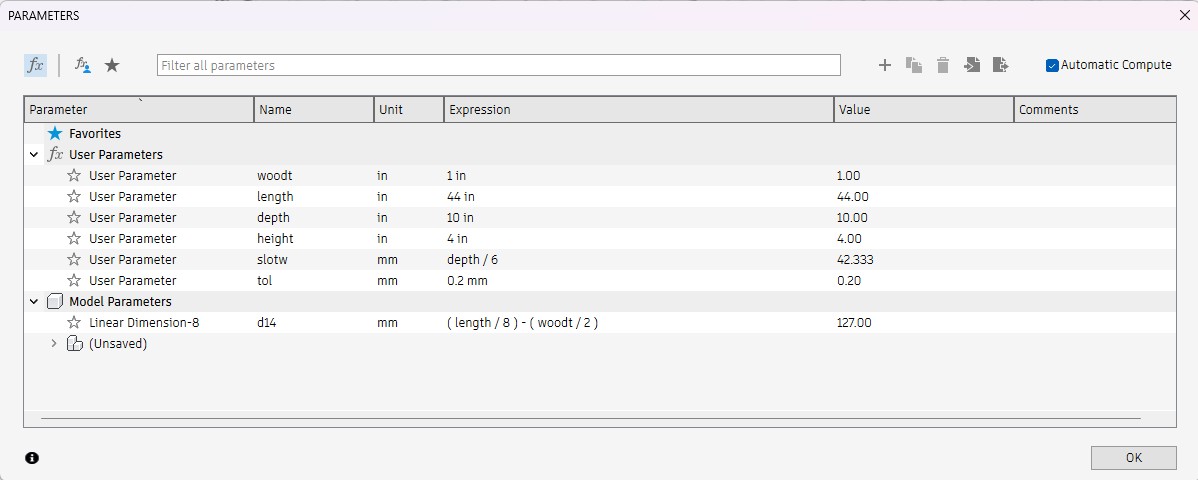 PARAMETERS
fx fx Filter all parameters Automatic Compute
Parameter Name Unit Expression Value Comments
Favorites
fx User Parameters
User Parameter woodt in 1 in 1.00
User Parameter length in 44 in 44.00
User Parameter depth in 10 in 10.00
User Parameter height in 4 in 4.00
User Parameter slotw mm depth / 6 42.333
User Parameter tol mm 0.2 mm 0.20
Model Parameters
Linear Dimension-8 d14 mm ( length / 8 ) - ( woodt / 2 ) 127.00
(Unsaved)
OK